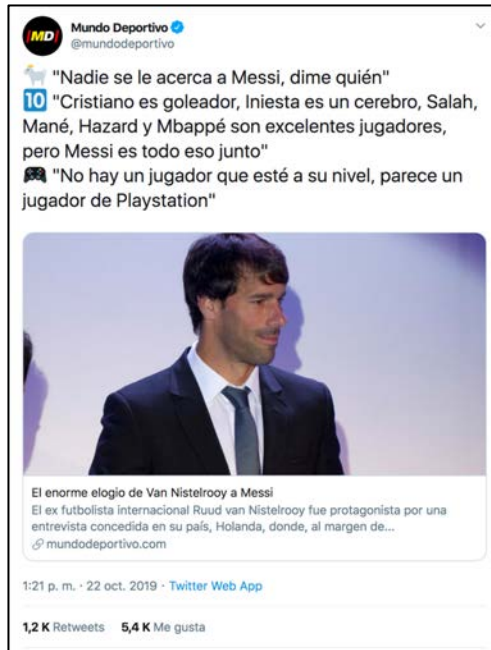 MD
Mundo Deportivo
@mundodeportivo
"Nadie se le acerca a Messi, dime quién"
10 "Cristiano es goleador, Iniesta es un cerebro, Salah,
Mané, Hazard y Mbappé son excelentes jugadores,
pero Messi es todo eso junto"
"No hay un jugador que esté a su nivel, parece un
jugador de Playstation"
El enorme elogio de Van Nistelrooy a Messi
El ex futbolista internacional Ruud van Nistelrooy fue protagonista por una
entrevista concedida en su país, Holanda, donde, al margen de...
mundodeportivo.com
1:21 p. m. · 22 oct. 2019 · Twitter Web App
1,2 K Retweets 5,4 K Me gusta